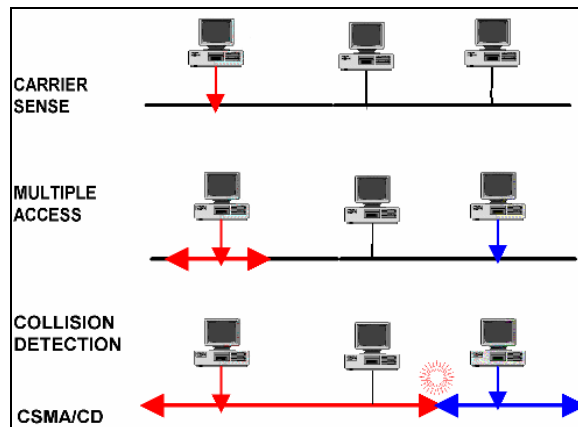 CARRIER
SENSE
MULTIPLE
ACCESS
COLLISION
DETECTION
CSMA/CD